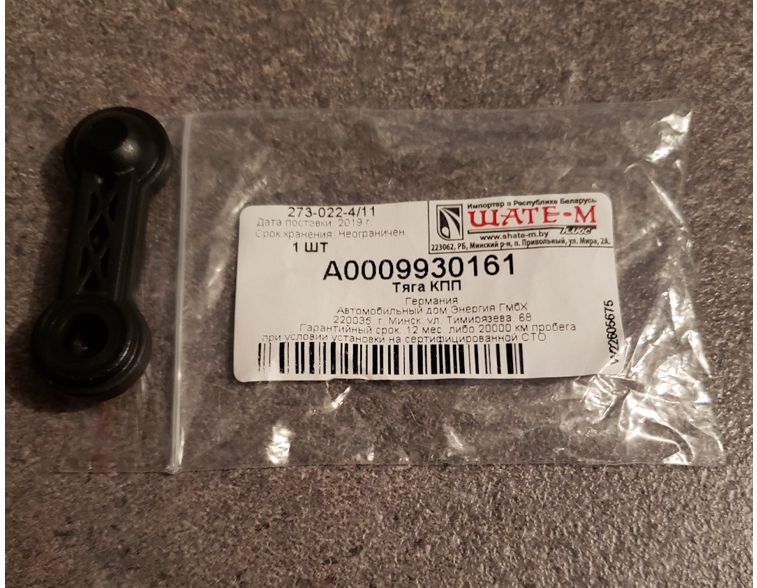 273-022-4/11
Дата поставки: 2019 г.
Срок хранения: Неограничен.
1 ШТ
Импортер в Республике Беларусь
ШАТЕ-М
www.shate-m.by плюс
223062, РБ, Минский р-н, п. Привольный, ул. Мира, 2А.
A0009930161
Тяга КПП
Германия
Автомобильный дом Энергия ГмбХ
220035, г. Минск, ул. Тимирязева, 68
Гарантийный срок: 12 мес. либо 20000 км пробега
при условии установки на сертифицированной СТО
V22605675